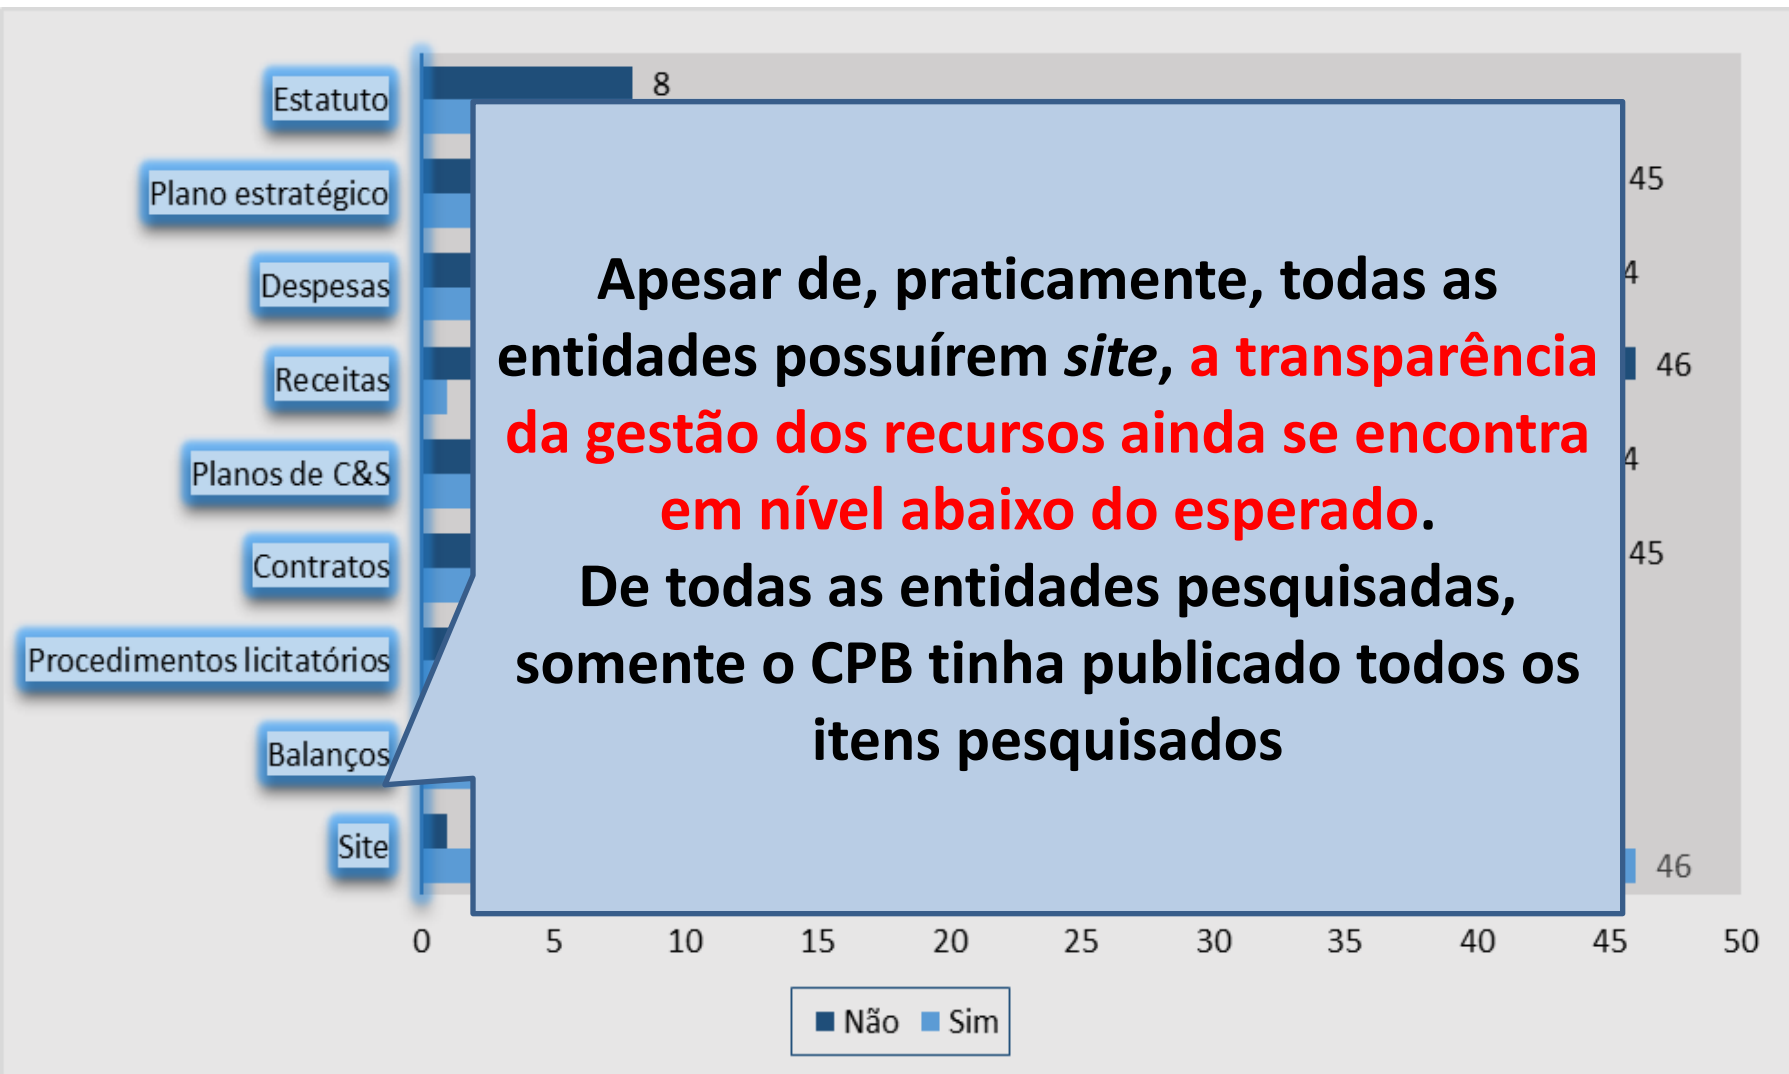 Estatuto
8
Plano estratégico
45
Despesas
4
Receitas
46
Planos de C&S
4
Contratos
45
Procedimentos licitatórios
Balanços
Site
46
Apesar de, praticamente, todas as
entidades possuírem site, a transparência
da gestão dos recursos ainda se encontra
em nível abaixo do esperado.
De todas as entidades pesquisadas,
somente o CPB tinha publicado todos os
itens pesquisados
0 5 10 15 20 25 30 35 40 45 50
Não Sim